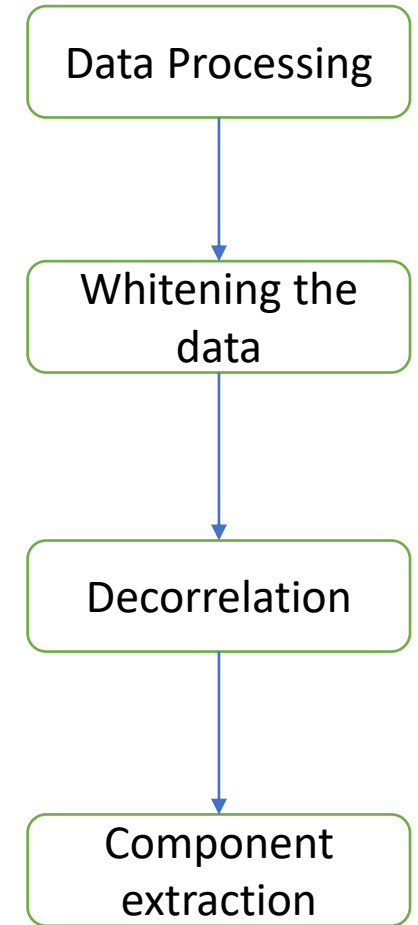 Data Processing
Whitening the
data
Decorrelation
Component
extraction